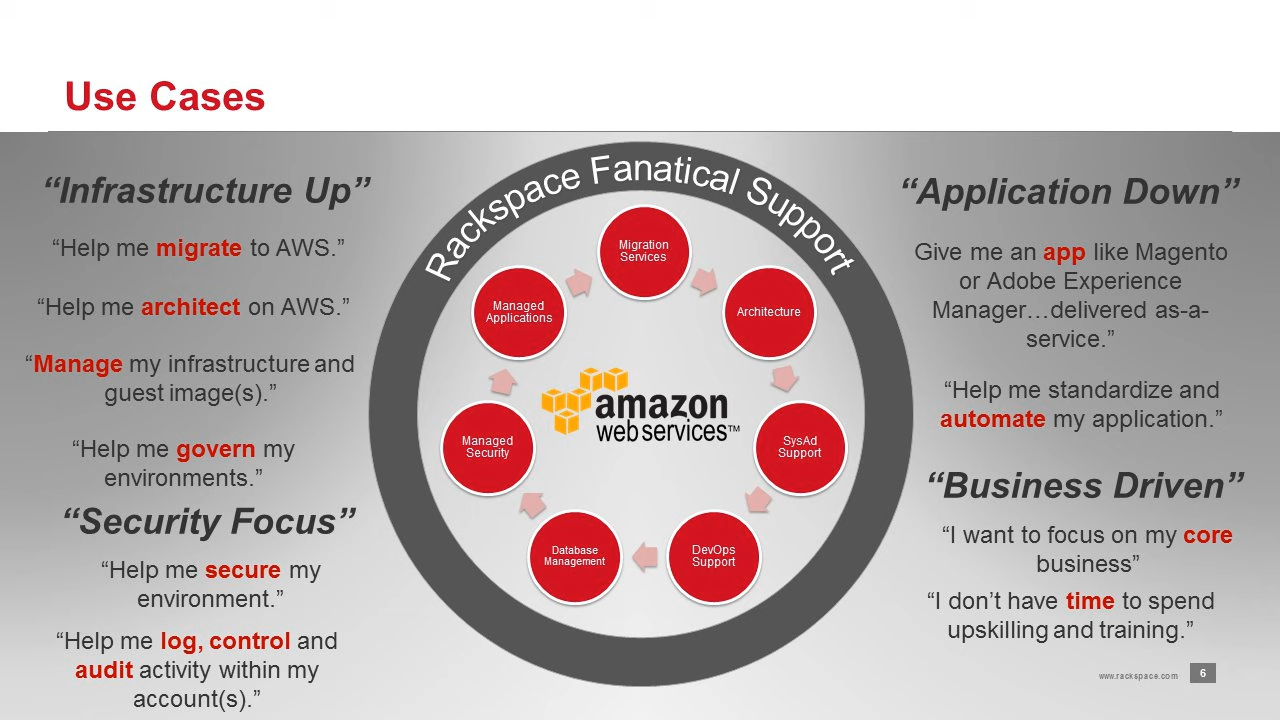 Use Cases
“Infrastructure Up”
“Help me migrate to AWS.”
“Help me architect on AWS.”
“Manage my infrastructure and
guest image(s).”
“Help me govern my
environments.”
“Security Focus”
“Help me secure my
environment.”
“Help me log, control and
audit activity within my
account(s).”
Rackspace Fanatical Support
Migration
Services
Architecture
SysAd
Support
DevOps
Support
Database
Management
Managed
Security
Managed
Applications
amazon
web services™
“Application Down”
Give me an app like Magento
or Adobe Experience
Manager…delivered as-a-
service.”
“Help me standardize and
automate my application.”
“Business Driven”
“I want to focus on my core
business”
“I don’t have time to spend
upskilling and training.”
www.rackspace.com
6